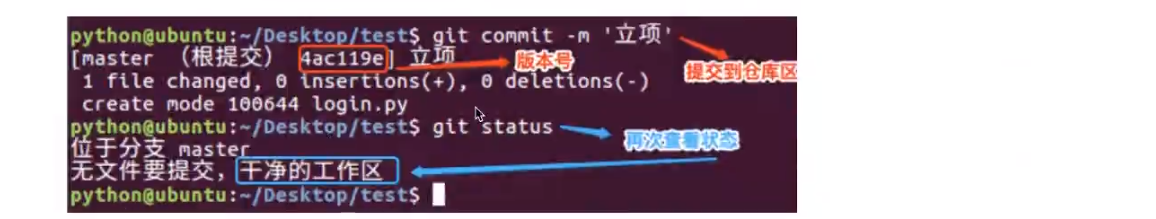 python@ubuntu:~/Desktop/test$ git commit -m '立项'
提交到仓库区
[master （根提交） 4ac119e] 立项
版本号
1 file changed, 0 insertions(+), 0 deletions(-)
create mode 100644 login.py
python@ubuntu:~/Desktop/test$ git status
再次查看状态
位于分支 master
无文件要提交，干净的工作区
python@ubuntu:~/Desktop/test$